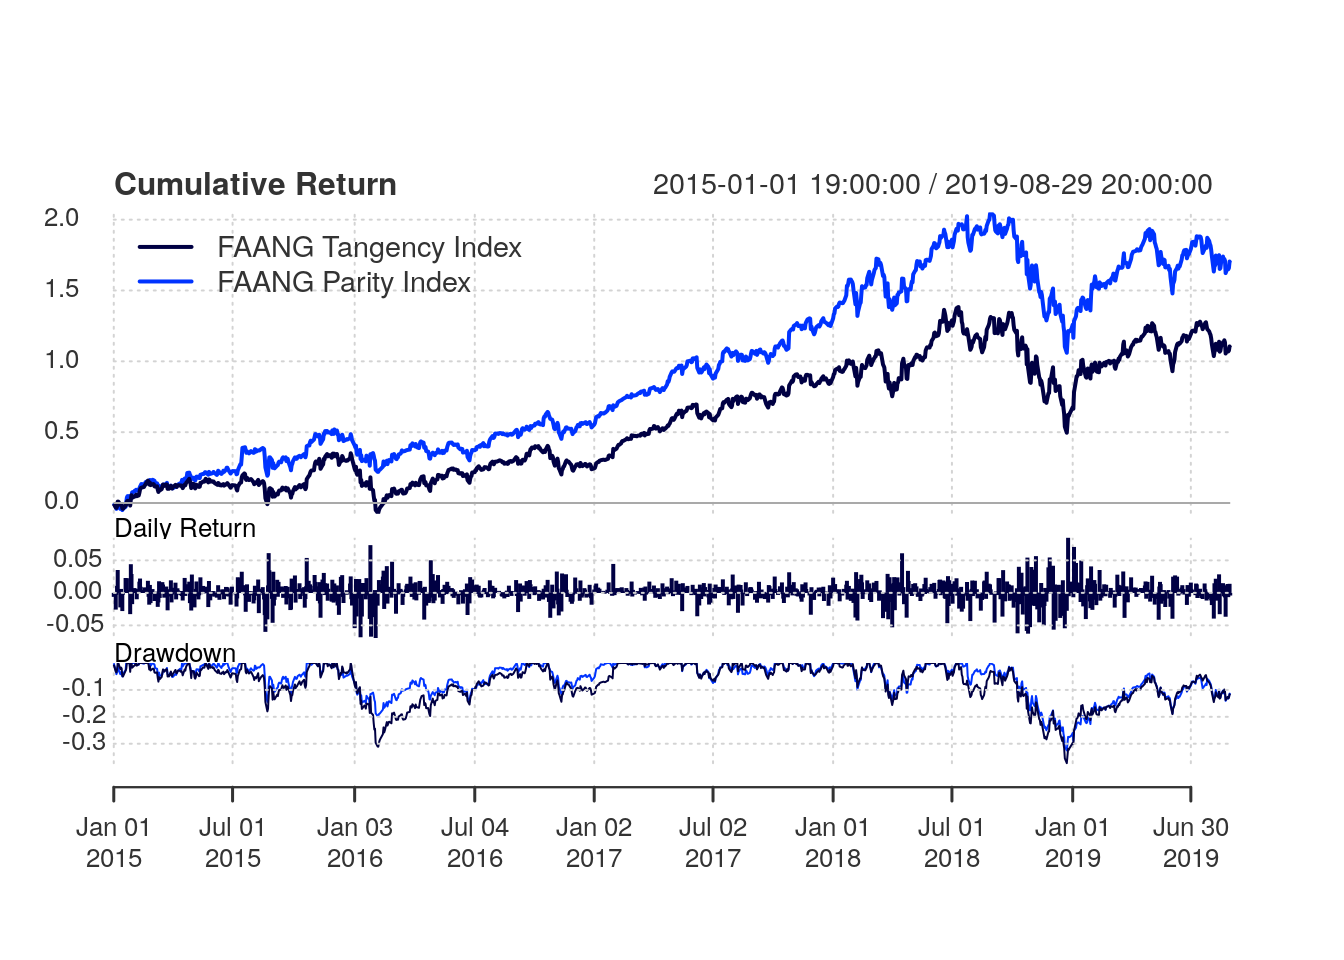 Cumulative Return
2015-01-01 19:00:00 / 2019-08-29 20:00:00
2.0
1.5
1.0
0.5
0.0
FAANG Tangency Index
FAANG Parity Index
Daily Return
0.05
0.00
-0.05
Drawdown
-0.1
-0.2
-0.3
Jan 01 Jul 01 Jan 03 Jul 04 Jan 02 Jul 02 Jan 01 Jul 01 Jan 01 Jun 30
2015 2015 2016 2016 2017 2017 2018 2018 2019 2019